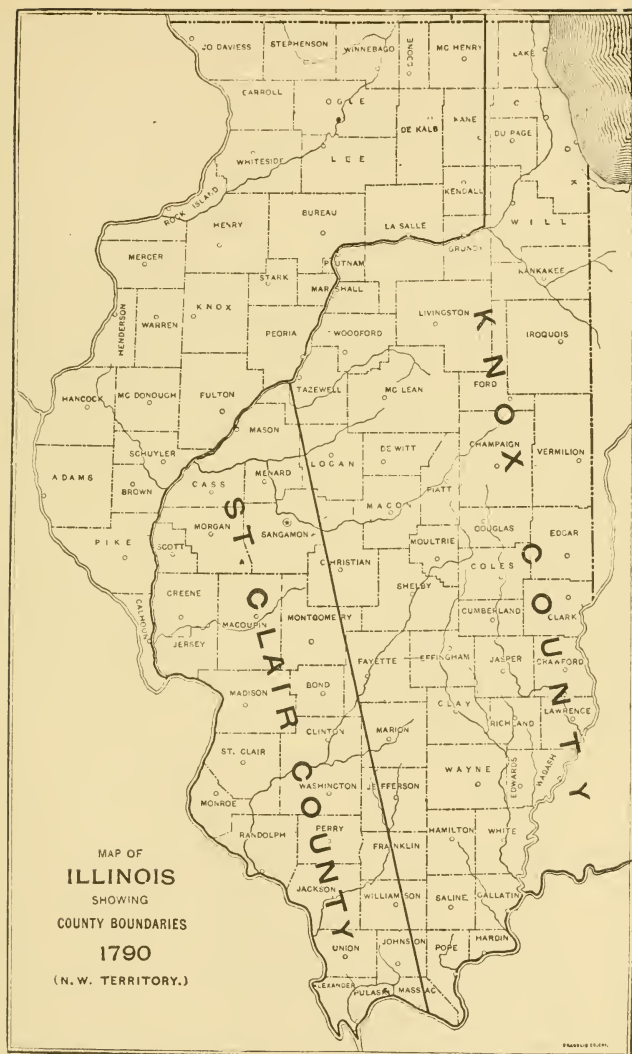 JO DAVIESS
STEPHENSON
WINNEBAGO
BOONE
MC HENRY
LAKE
CARROLL
OGLE
DE KALB
KANE
COOK
DU PAGE
WHITESIDE
LEE
KENDALL
ROCK ISLAND
HENRY
BUREAU
LA SALLE
GRUNDY
WILL
MERCER
PUTNAM
KANKAKEE
STARK
MARSHALL
HENDERSON
WARREN
KNOX
PEORIA
WOODFORD
LIVINGSTON
IROQUOIS
HANCOCK
MC DONOUGH
FULTON
TAZEWELL
MC LEAN
FORD
MASON
SCHUYLER
LOGAN
DEWITT
CHAMPAIGN
VERMILION
ADAMS
BROWN
CASS
MENARD
PIATT
MACON
PIKE
SCOTT
MORGAN
SANGAMON
DOUGLAS
EDGAR
CHRISTIAN
MOULTRIE
COLES
SHELBY
GREENE
CALHOUN
MACOUPIN
MONTGOMERY
CUMBERLAND
CLARK
JERSEY
FAYETTE
EFFINGHAM
JASPER
CRAWFORD
MADISON
BOND
CLAY
RICHLAND
LAWRENCE
CLINTON
MARION
ST. CLAIR
WAYNE
EDWARDS
WABASH
MONROE
WASHINGTON
JEFFERSON
RANDOLPH
PERRY
HAMILTON
WHITE
FRANKLIN
JACKSON
WILLIAMSON
SALINE
GALLATIN
UNION
JOHNSON
POPE
HARDIN
ALEXANDER
PULASKI
MASSAC
KNOX COUNTY
ST CLAIR COUNTY
MAP OF
ILLINOIS
SHOWING
COUNTY BOUNDARIES
1790
(N.W. TERRITORY.)